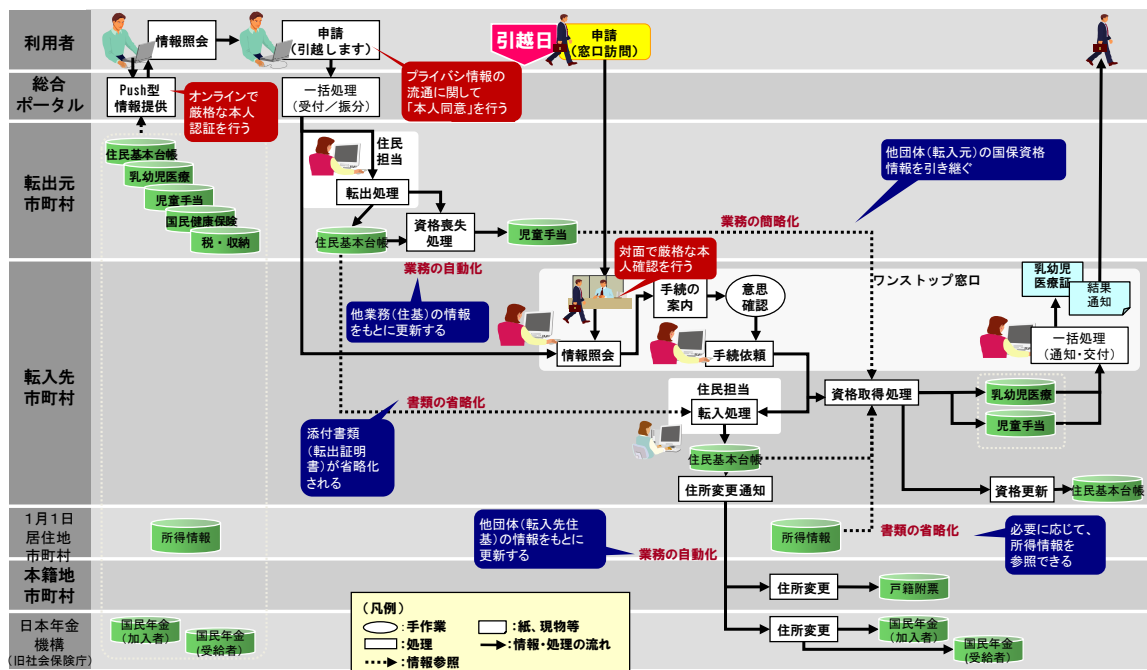 利用者
情報照会
申請
(引越します)
引越日
申請
(窓口訪問)
総合
ポータル
Push型
情報提供
オンラインで
厳格な本人
認証を行う
一括処理
(受付/振分)
プライバシ情報の
流通に関して
「本人同意」を行う
転出元
市町村
住民基本台帳
乳幼児医療
児童手当
国民健康保険
税・収納
住民
担当
転出処理
住民基本台帳
資格喪失
処理
児童手当
他団体(転入元)の国保資格
情報を引き継ぐ
業務の簡略化
業務の自動化
他業務(住基)の情報
をもとに更新する
転入先
市町村
対面で厳格な本
人確認を行う
ワンストップ窓口
手続の
案内
意思
確認
情報照会
手続依頼
乳幼児
医療証
結果
通知
一括処理
(通知・交付)
住民担当
転入処理
資格取得処理
乳幼児医療
児童手当
書類の省略化
添付書類
(転出証明
書)が省略化
される
住民基本台帳
住所変更通知
資格更新
住民基本台帳
1月1日
居住地
市町村
所得情報
他団体(転入先住
基)の情報をもとに
更新する
業務の自動化
所得情報
書類の省略化
必要に応じて、
所得情報を
参照できる
本籍地
市町村
住所変更
戸籍附票
日本年金
機構
(旧社会保険庁)
国民年金
(加入者)
国民年金
(受給者)
住所変更
国民年金
(加入者)
国民年金
(受給者)
(凡例)
:手作業
:紙、現物等
:処理
:情報・処理の流れ
:情報参照